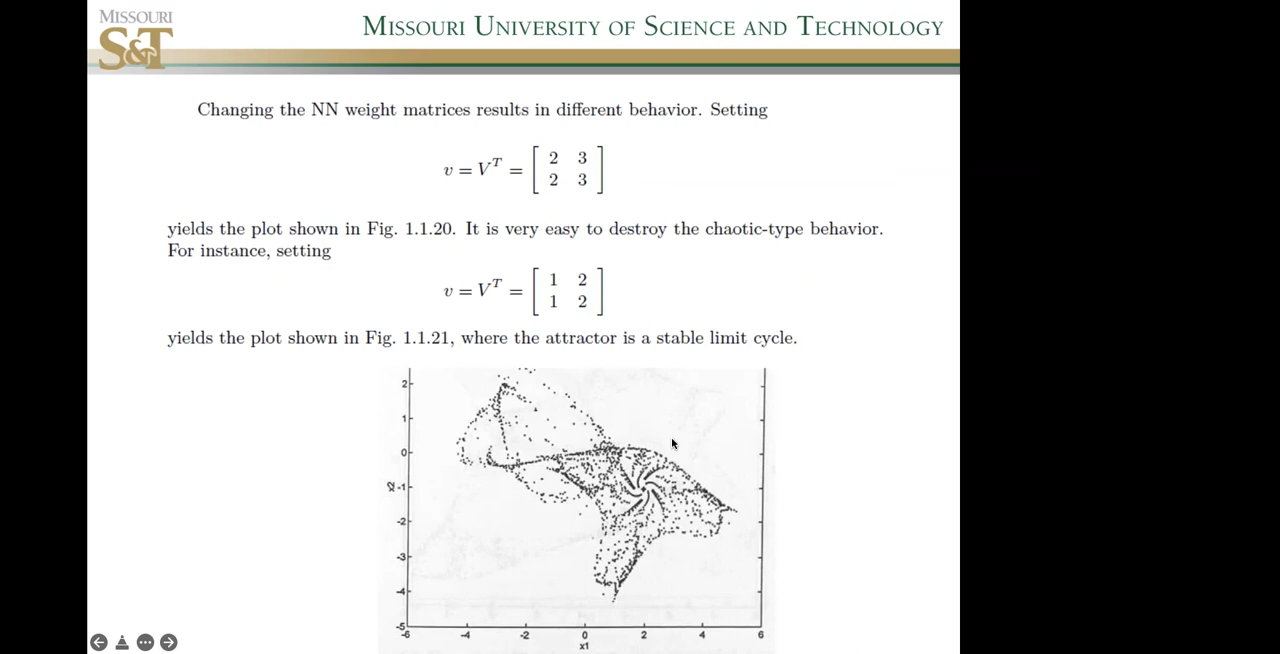 MISSOURI
S&T
MISSOURI UNIVERSITY OF SCIENCE AND TECHNOLOGY
Changing the NN weight matrices results in different behavior. Setting
v = V^T = [ 2 3
2 3 ]
yields the plot shown in Fig. 1.1.20. It is very easy to destroy the chaotic-type behavior.
For instance, setting
v = V^T = [ 1 2
1 2 ]
yields the plot shown in Fig. 1.1.21, where the attractor is a stable limit cycle.
2
1
0
x2 -1
-2
-3
-4
-5
-6 -4 -2 0 2 4 6
x1